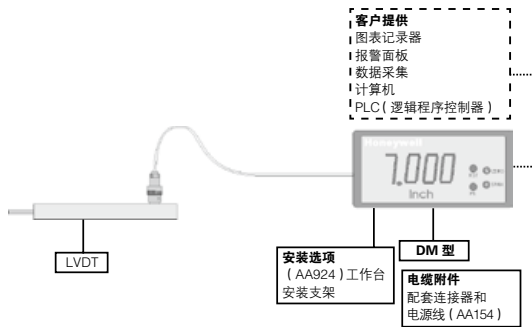 客户提供
图表记录器
报警面板
数据采集
计算机
PLC（逻辑程序控制器）
Honeywell
7.000
Inch
LVDT
安装选项
（AA924）工作台
安装支架
DM 型
电缆附件
配套连接器和
电源线（AA154）